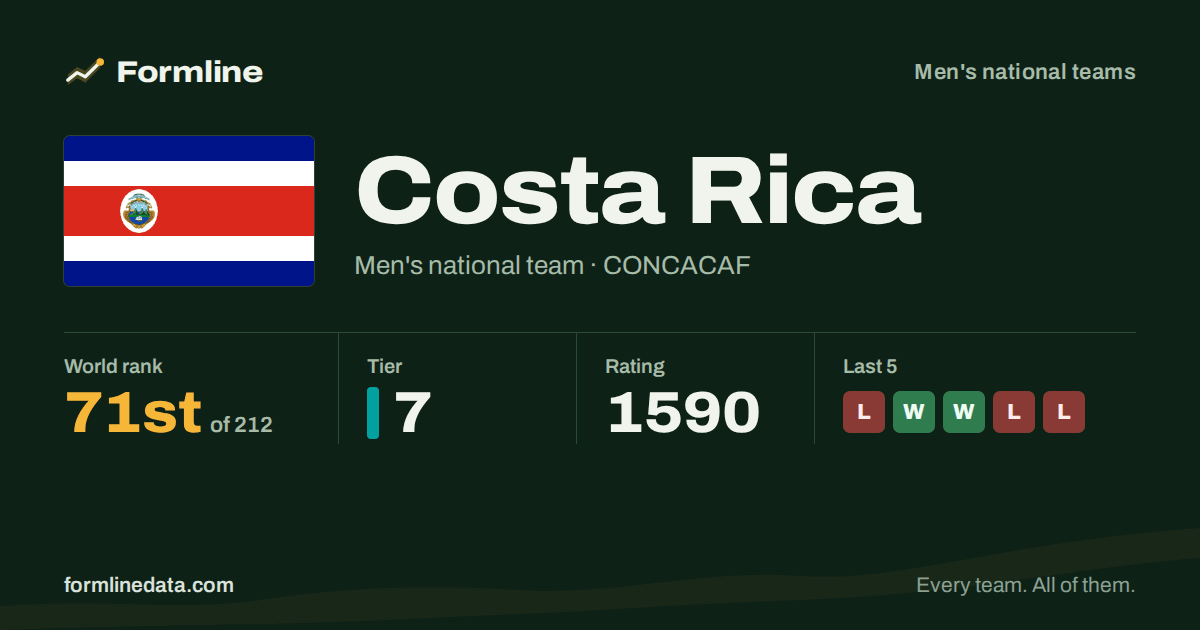 Formline
Men's national teams
Costa Rica
Men's national team · CONCACAF
World rank
71st of 212
Tier
7
Rating
1590
Last 5
L W W L L
formlinedata.com
Every team. All of them.